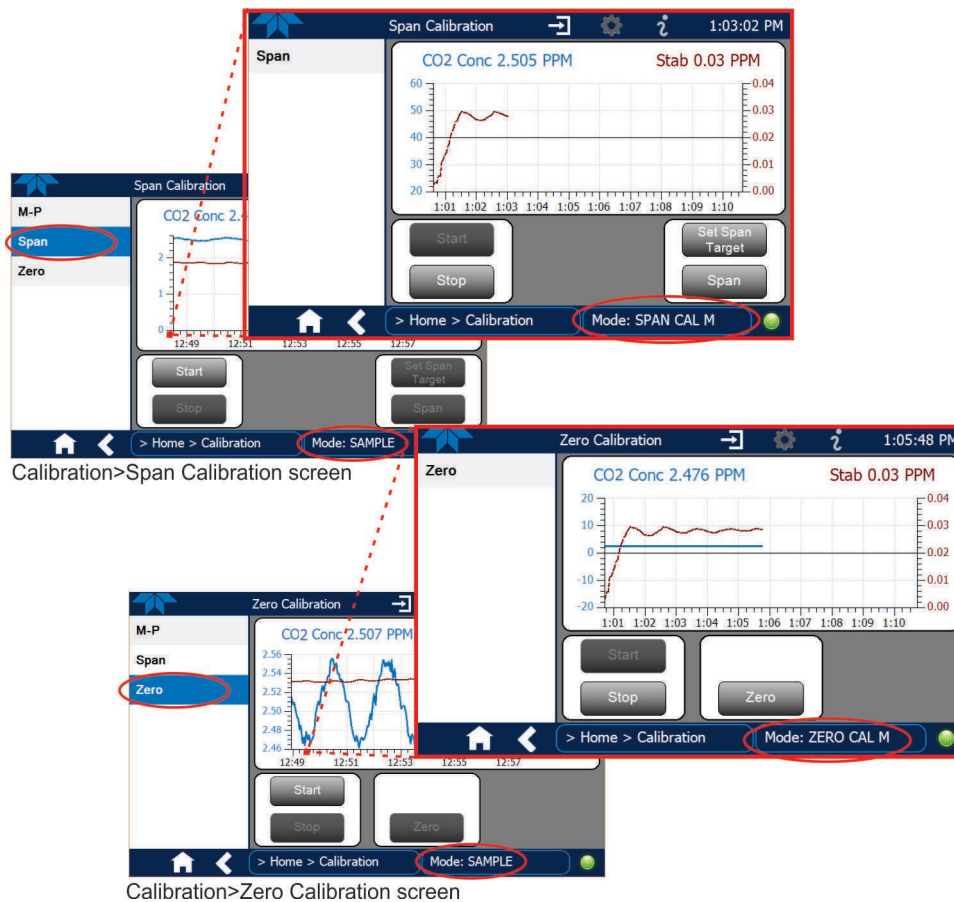 Span Calibration 1:03:02 PM
Span
CO2 Conc 2.505 PPM Stab 0.03 PPM
60 0.04
50 0.03
40 0.02
30 0.01
20 0.00
1:01 1:02 1:03 1:04 1:05 1:06 1:07 1:08 1:09 1:10
Start Set Span
Target
Stop Span
> Home > Calibration Mode: SPAN CAL M
Span Calibration
M-P
Span
Zero
CO2 Conc 2.4
2
1
0
12:49 12:51 12:53 12:55 12:57
Start Set Span
Target
Stop Span
> Home > Calibration Mode: SAMPLE
Calibration>Span Calibration screen
Zero Calibration 1:05:48 PM
Zero
CO2 Conc 2.476 PPM Stab 0.03 PPM
20 0.04
10 0.03
0 0.02
-10 0.01
-20 0.00
1:01 1:02 1:03 1:04 1:05 1:06 1:07 1:08 1:09 1:10
Start
Stop Zero
> Home > Calibration Mode: ZERO CAL M
Zero Calibration
M-P
Span
Zero
CO2 Conc 2.507 PPM
2.56
2.54
2.52
2.50
2.48
2.46
12:49 12:51 12:53 12:55 12:57
Start
Stop Zero
> Home > Calibration Mode: SAMPLE
Calibration>Zero Calibration screen